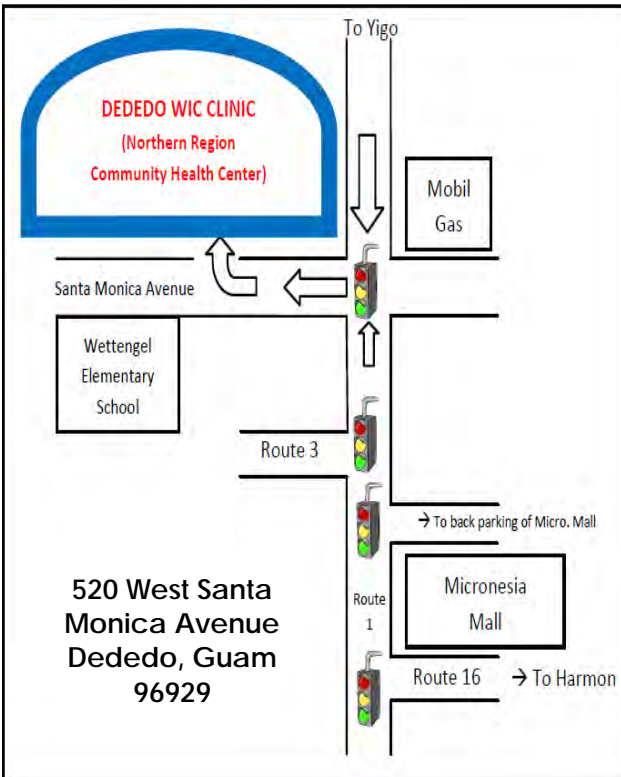 To Yigo
DEDEDO WIC CLINIC
(Northern Region
Community Health Center)
Mobil
Gas
Santa Monica Avenue
Wettengel
Elementary
School
Route 3
→ To back parking of Micro. Mall
520 West Santa
Monica Avenue
Dededo, Guam
96929
Route
1
Micronesia
Mall
Route 16 → To Harmon